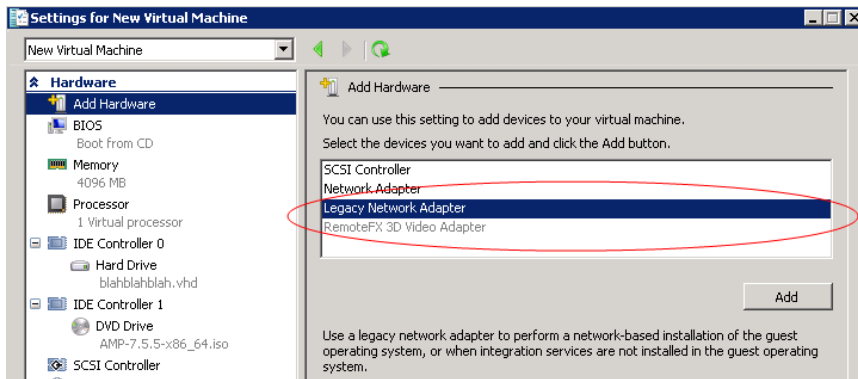 Settings for New Virtual Machine
New Virtual Machine
Hardware
Add Hardware
BIOS
Boot from CD
Memory
4096 MB
Processor
1 Virtual processor
IDE Controller 0
Hard Drive
blahblahblah.vhd
IDE Controller 1
DVD Drive
AMP-7.5.5-x86_64.iso
SCSI Controller
Add Hardware
You can use this setting to add devices to your virtual machine.
Select the devices you want to add and click the Add button.
SCSI Controller
Network Adapter
Legacy Network Adapter
RemoteFX 3D Video Adapter
Add
Use a legacy network adapter to perform a network-based installation of the guest
operating system, or when integration services are not installed in the guest operating
system.